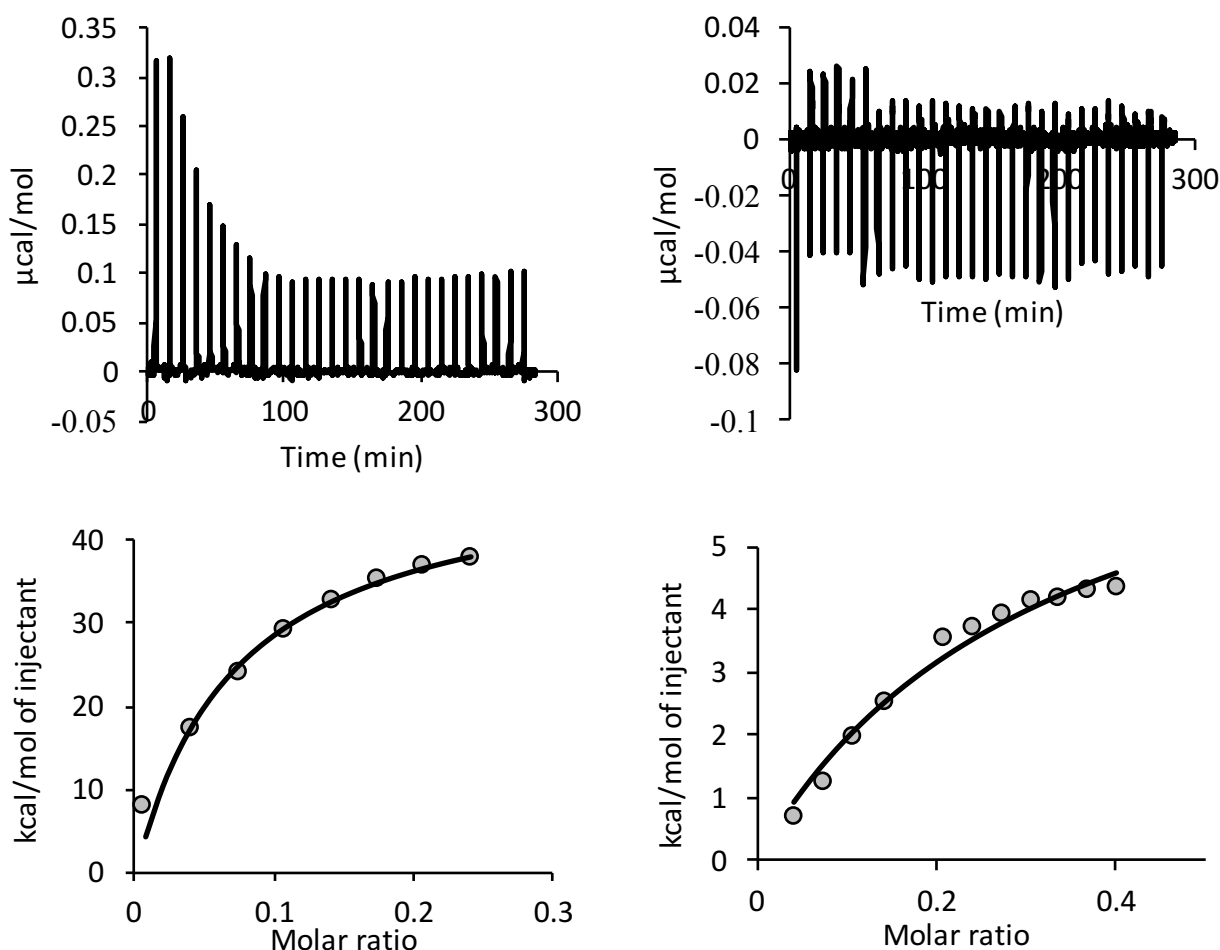 0.35
0.3
0.25
0.2
0.15
0.1
0.05
0
-0.05
µcal/mol
0 100 200 300
Time (min)
0.04
0.02
0
-0.02
-0.04
-0.06
-0.08
-0.1
µcal/mol
0 100 200 300
Time (min)
40
30
20
10
0
kcal/mol of injectant
0 0.1 0.2 0.3
Molar ratio
5
4
3
2
1
0
kcal/mol of injectant
0 0.2 0.4
Molar ratio